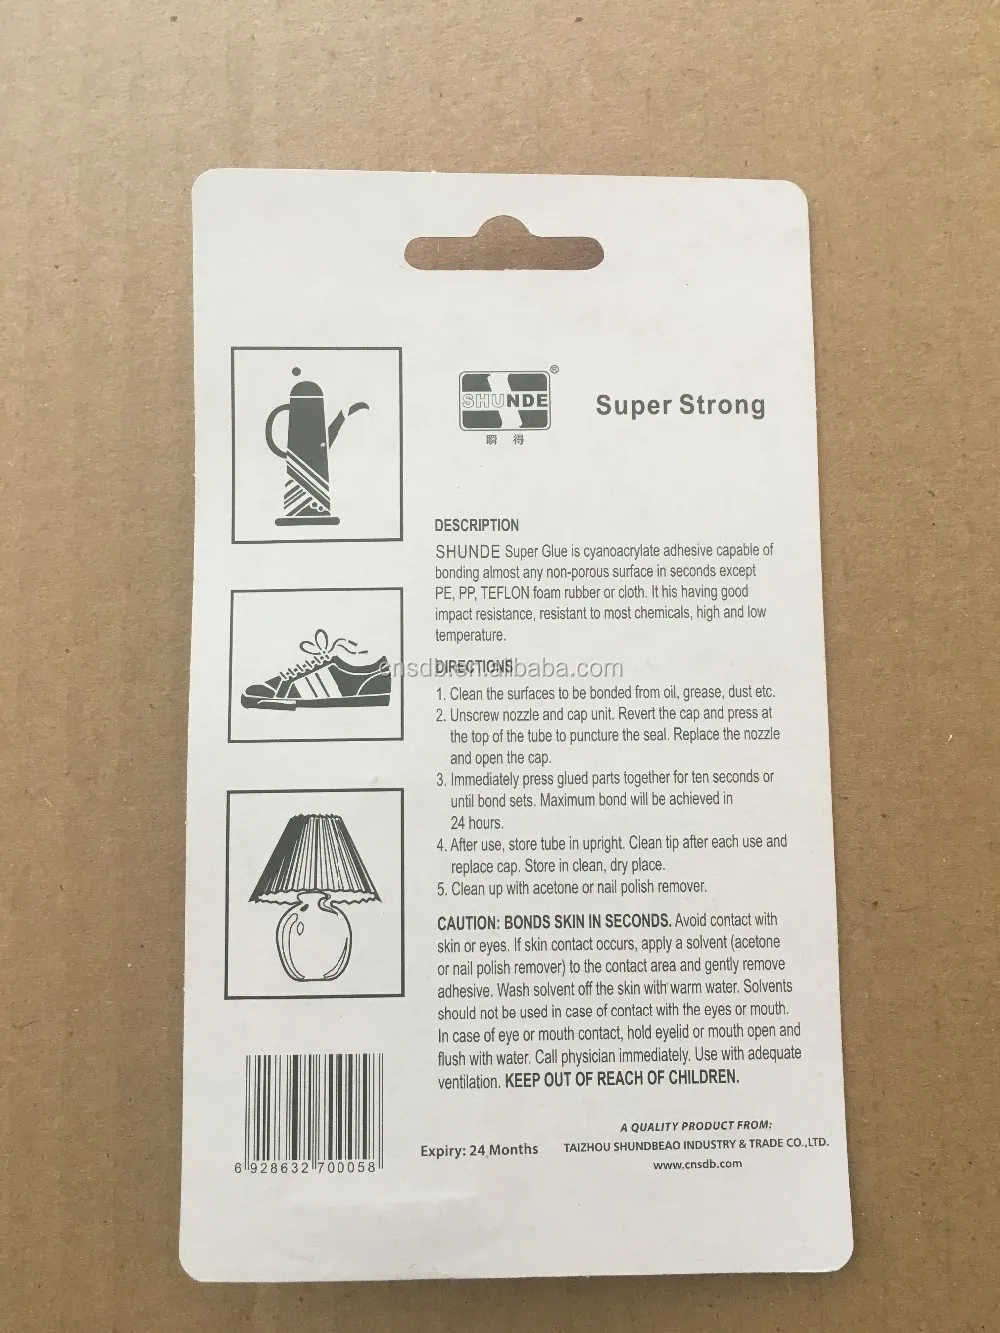 SHUNDE®
瞬 得
Super Strong
DESCRIPTION
SHUNDE Super Glue is cyanoacrylate adhesive capable of
bonding almost any non-porous surface in seconds except
PE, PP, TEFLON foam rubber or cloth. It his having good
impact resistance, resistant to most chemicals, high and low
temperature.
DIRECTIONS
cnsdb.en.alibaba.com
1. Clean the surfaces to be bonded from oil, grease, dust etc.
2. Unscrew nozzle and cap unit. Revert the cap and press at
the top of the tube to puncture the seal. Replace the nozzle
and open the cap.
3. Immediately press glued parts together for ten seconds or
until bond sets. Maximum bond will be achieved in
24 hours.
4. After use, store tube in upright. Clean tip after each use and
replace cap. Store in clean, dry place.
5. Clean up with acetone or nail polish remover.
CAUTION: BONDS SKIN IN SECONDS. Avoid contact with
skin or eyes. If skin contact occurs, apply a solvent (acetone
or nail polish remover) to the contact area and gently remove
adhesive. Wash solvent off the skin with warm water. Solvents
should not be used in case of contact with the eyes or mouth.
In case of eye or mouth contact, hold eyelid or mouth open and
flush with water. Call physician immediately. Use with adequate
ventilation. KEEP OUT OF REACH OF CHILDREN.
6 928632 700058
Expiry: 24 Months
A QUALITY PRODUCT FROM:
TAIZHOU SHUNDBEAO INDUSTRY & TRADE CO.,LTD.
www.cnsdb.com